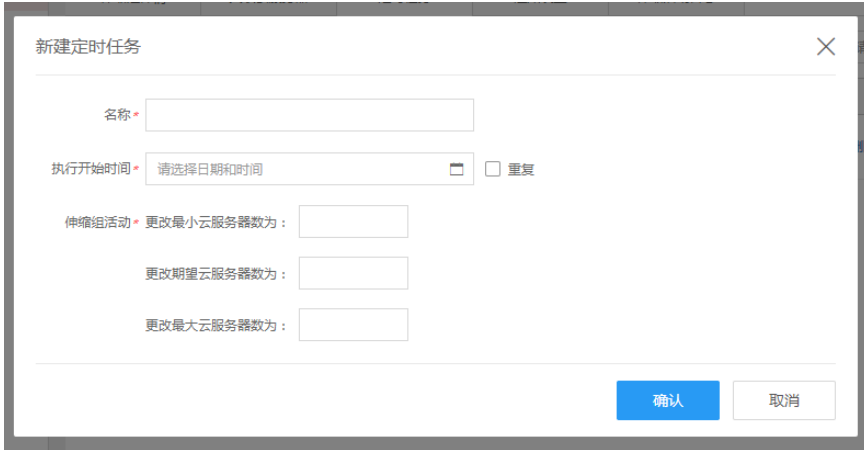 新建定时任务
名称*
执行开始时间* 请选择日期和时间 重复
伸缩组活动* 更改最小云服务器数为：
更改期望云服务器数为：
更改最大云服务器数为：
确认 取消